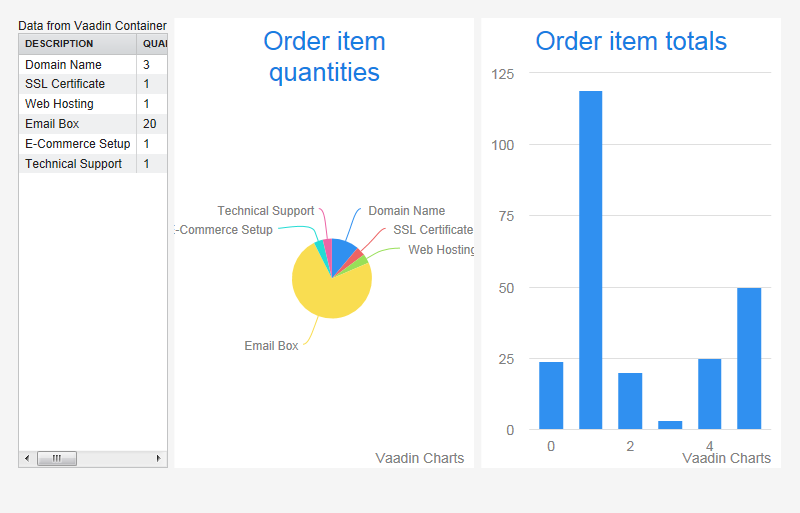 Data from Vaadin Container
DESCRIPTION QUA
Domain Name 3
SSL Certificate 1
Web Hosting 1
Email Box 20
E-Commerce Setup 1
Technical Support 1
Order item
quantities
Technical Support
Domain Name
-Commerce Setup
SSL Certificate
Web Hosting
Email Box
Vaadin Charts
Order item totals
125
100
75
50
25
0
0 2 4
Vaadin Charts